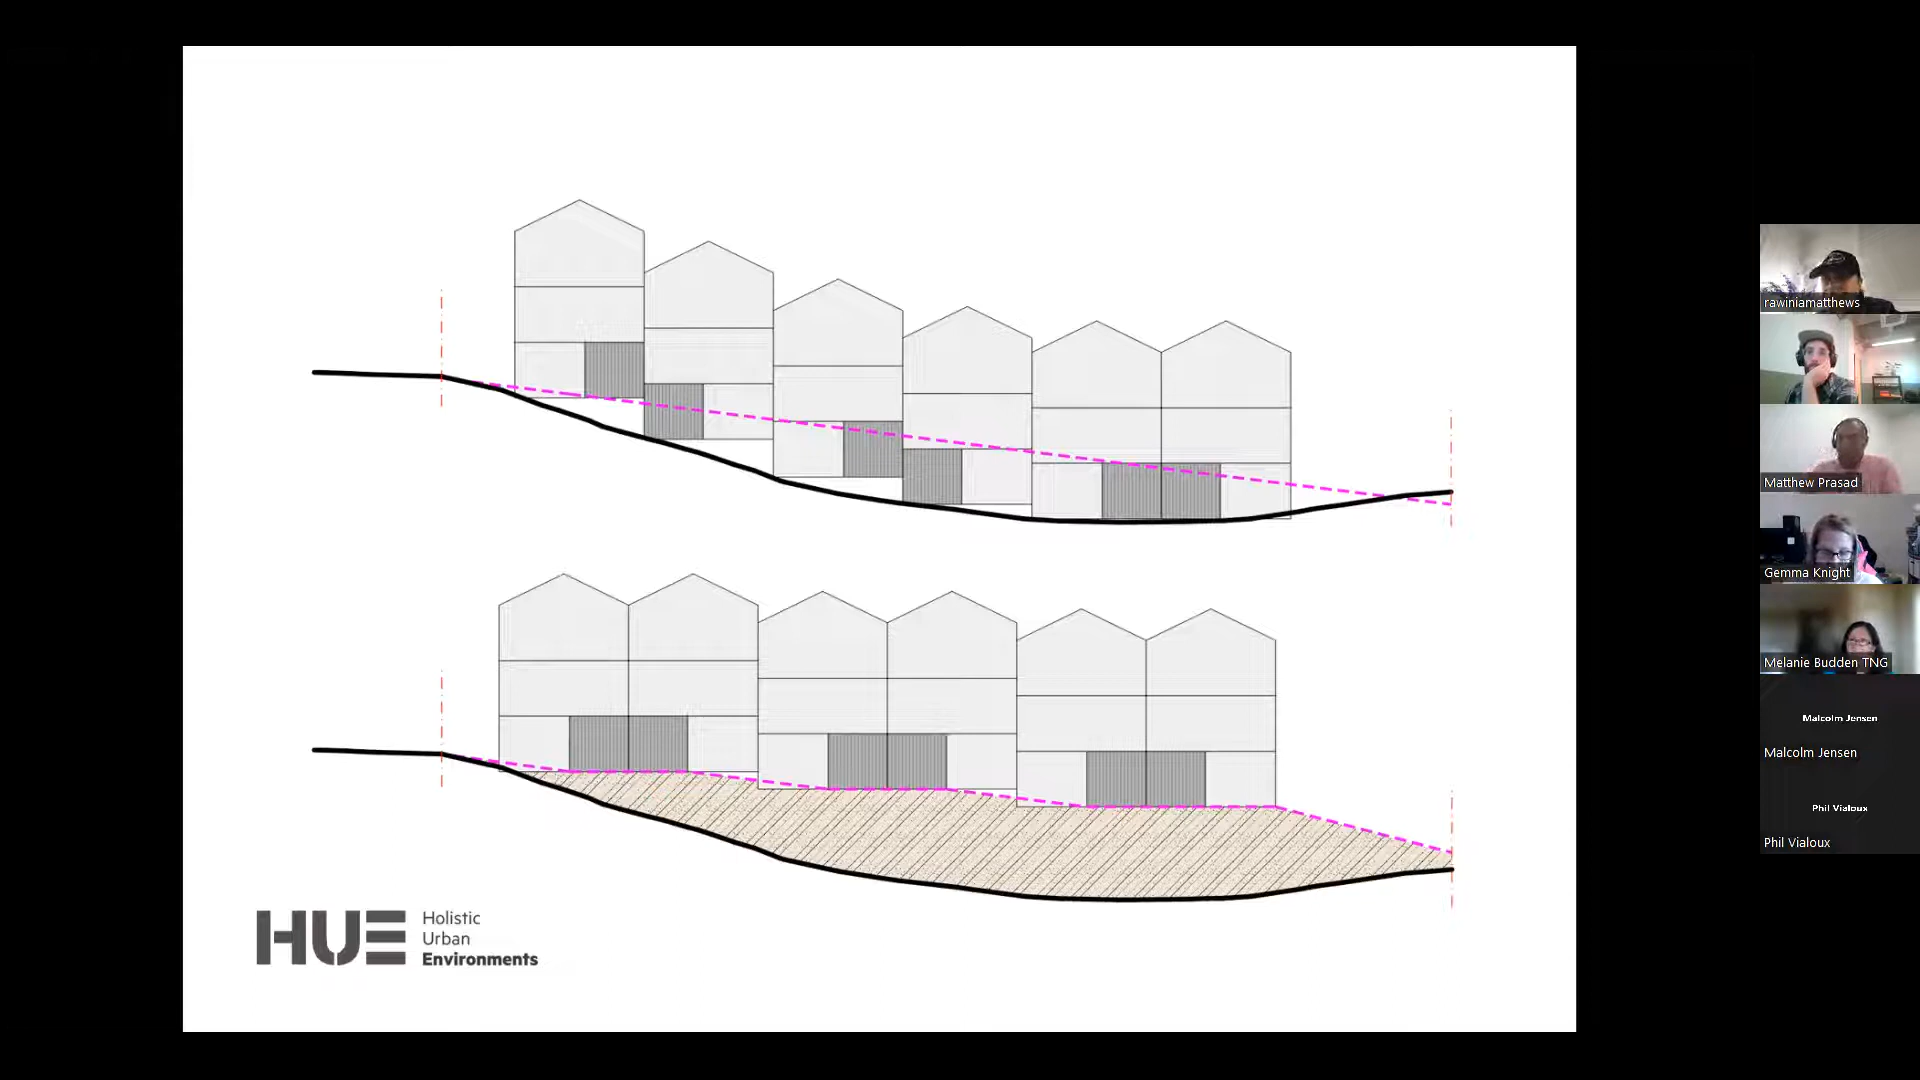 HUE
Holistic
Urban
Environments
rawiniamatthews
Matthew Prasad
Gemma Knight
Melanie Budden TNG
Malcolm Jensen
Malcolm Jensen
Phil Vialoux
Phil Vialoux